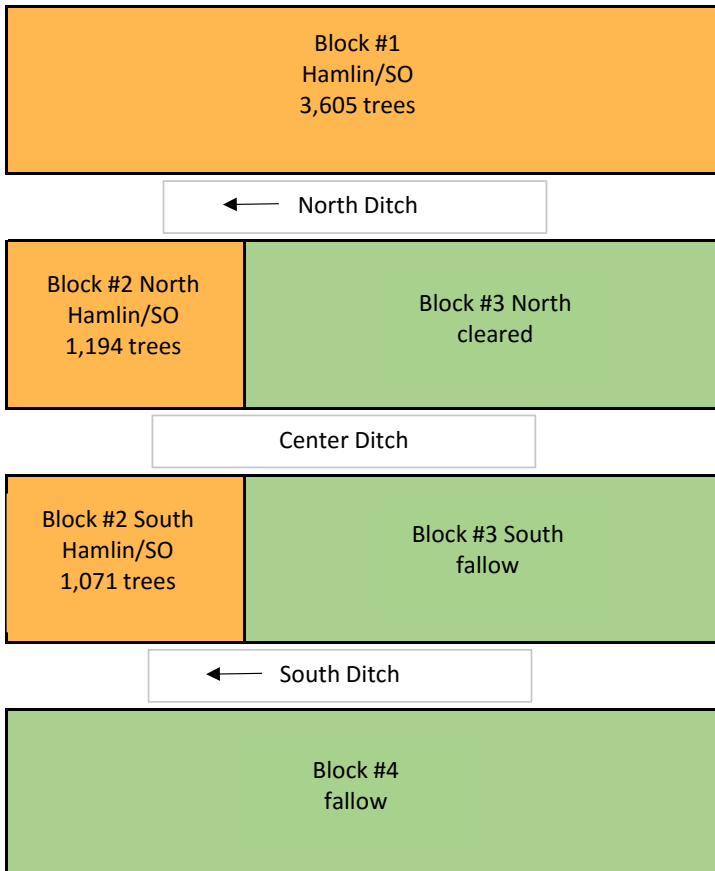 Block #1
Hamlin/SO
3,605 trees
North Ditch
Block #2 North
Hamlin/SO
1,194 trees
Block #3 North
cleared
Center Ditch
Block #2 South
Hamlin/SO
1,071 trees
Block #3 South
fallow
South Ditch
Block #4
fallow